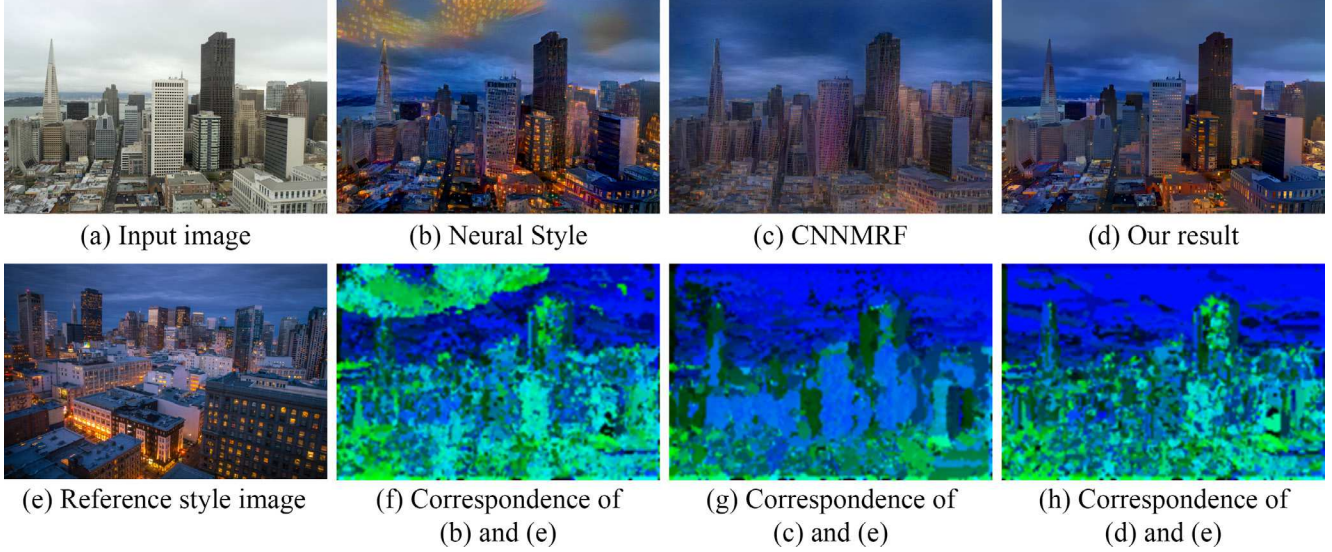 (a) Input image
(b) Neural Style
(c) CNNMRF
(d) Our result
(e) Reference style image
(f) Correspondence of
(b) and (e)
(g) Correspondence of
(c) and (e)
(h) Correspondence of
(d) and (e)